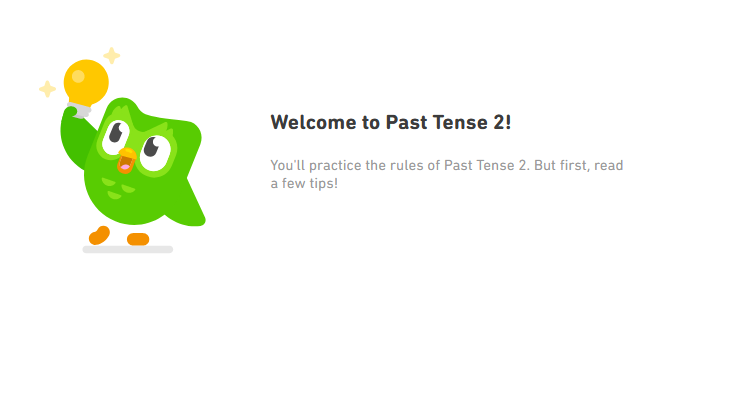 Welcome to Past Tense 2!
You'll practice the rules of Past Tense 2. But first, read
a few tips!